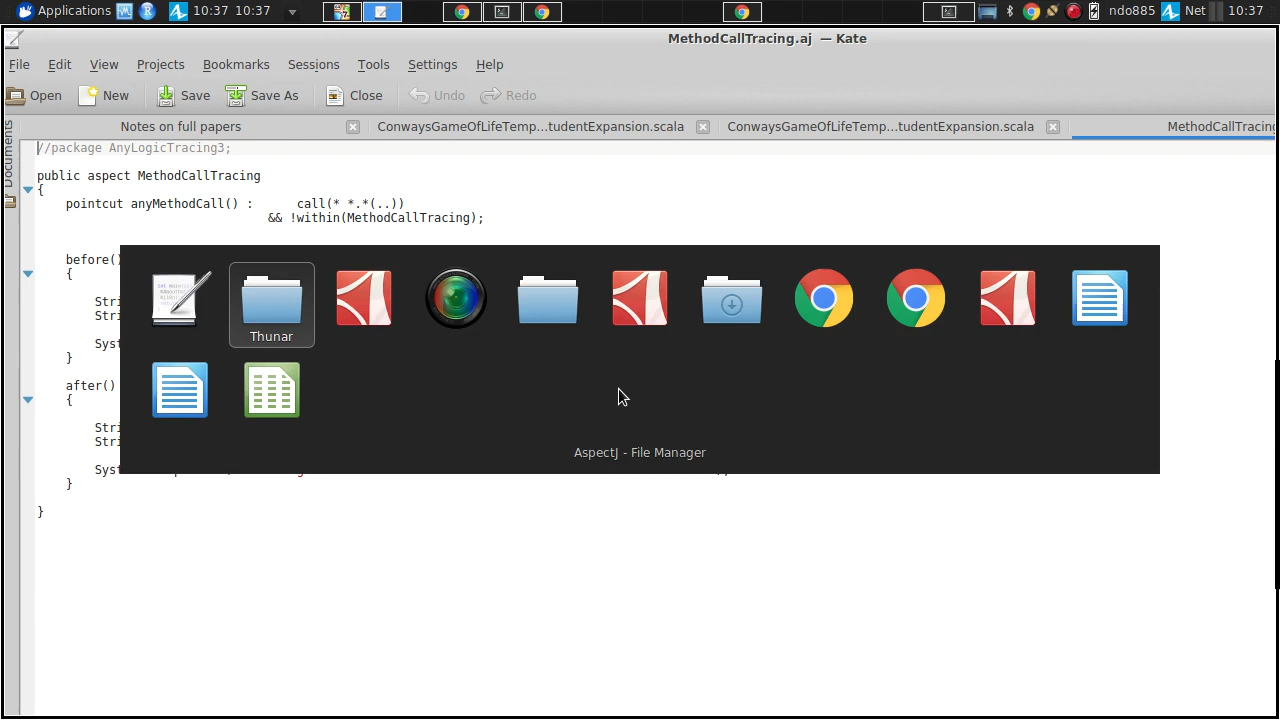 Applications 10:37 10:37 ndo885 Net 10:37
MethodCallTracing.aj — Kate
File Edit View Projects Bookmarks Sessions Tools Settings Help
Open New Save Save As Close Undo Redo
Documents
Notes on full papers ConwaysGameOfLifeTemp...tudentExpansion.scala ConwaysGameOfLifeTemp...tudentExpansion.scala MethodCallTracing
//package AnyLogicTracing3;
public aspect MethodCallTracing
{
pointcut anyMethodCall() : call(* *.*(..))
&& !within(MethodCallTracing);
before()
{
Stri
Stri
Syst
}
after()
{
Stri
Stri
Syst
}
}
Thunar
AspectJ - File Manager